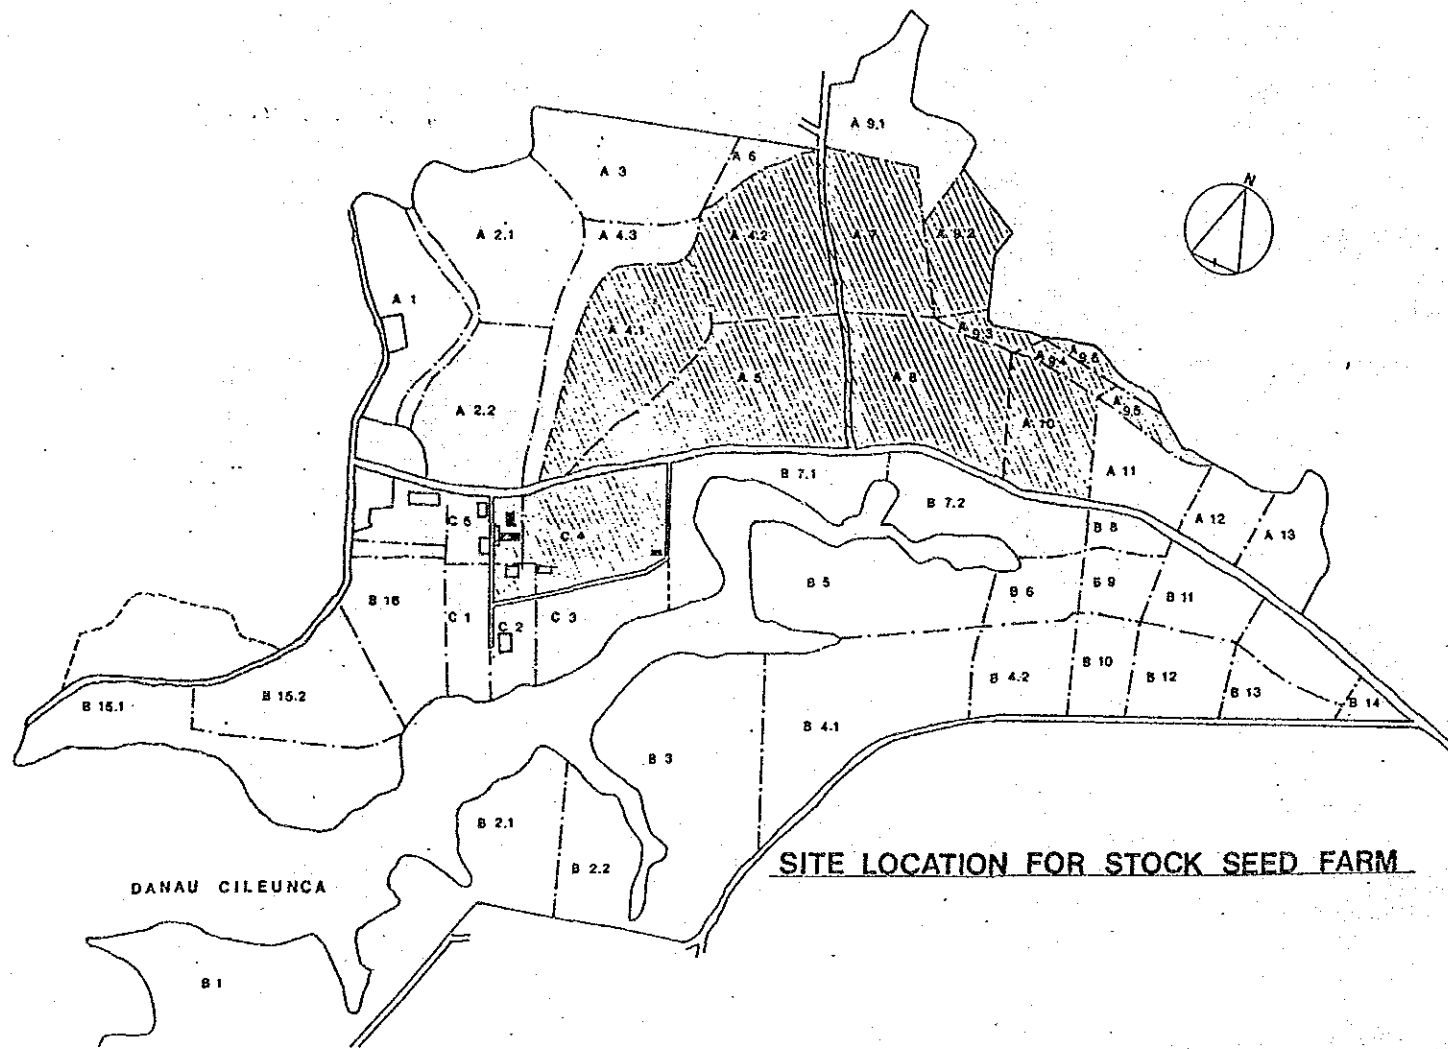 A 9.1
N
A 6
A 3
A 2.1
A 4.3
A 4.2
A 7
A 9.2
A 1
A 4.1
A 9.3
A 9.4
A 9.6
A 5
A 8
A 9.5
A 2.2
A 10
A 11
B 7.1
B 7.2
C 5
C 4
B 8
A 12
A 13
B 5
B 6
B 9
B 11
B 16
C 1
C 2
C 3
B 15.1
B 15.2
B 4.2
B 10
B 12
B 13
B 14
B 4.1
B 3
B 2.1
B 2.2
SITE LOCATION FOR STOCK SEED FARM
DANAU CILEUNCA
B 1